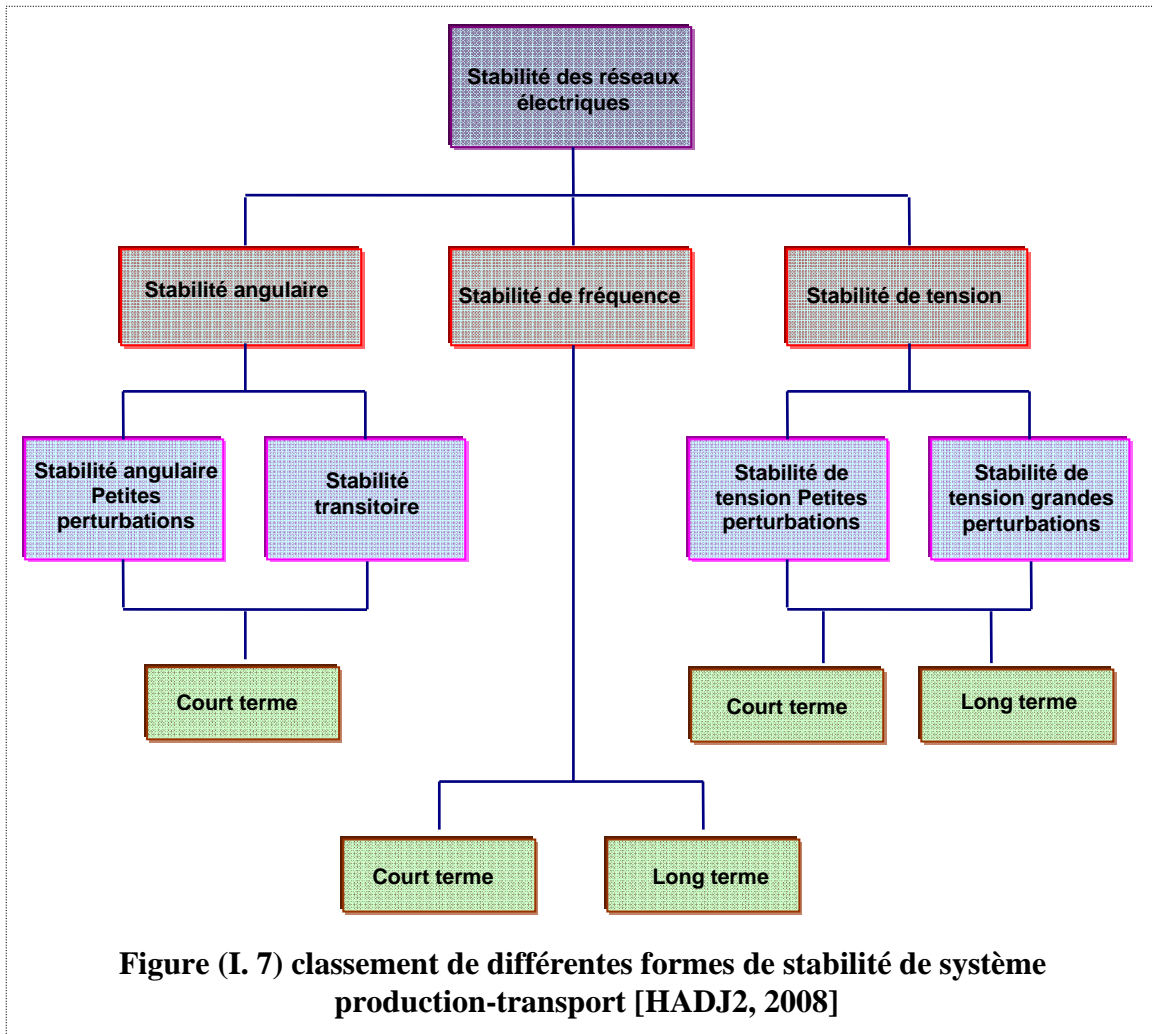 Stabilité des réseaux
électriques
Stabilité angulaire
Stabilité de fréquence
Stabilité de tension
Stabilité angulaire
Petites
perturbations
Stabilité
transitoire
Stabilité de
tension Petites
perturbations
Stabilité de
tension grandes
perturbations
Court terme
Court terme
Long terme
Court terme
Long terme
Figure (I. 7) classement de différentes formes de stabilité de système
production-transport [HADJ2, 2008]